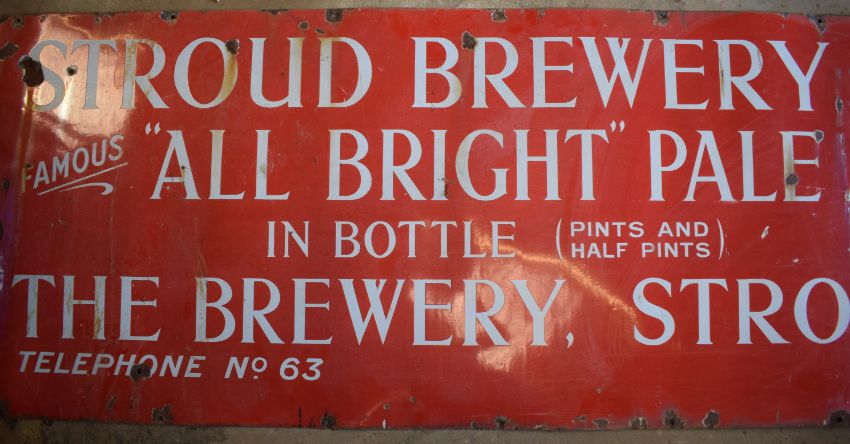 STROUD BREWERY
FAMOUS "ALL BRIGHT" PALE
IN BOTTLE (PINTS AND HALF PINTS)
THE BREWERY, STRO
TELEPHONE Nº 63